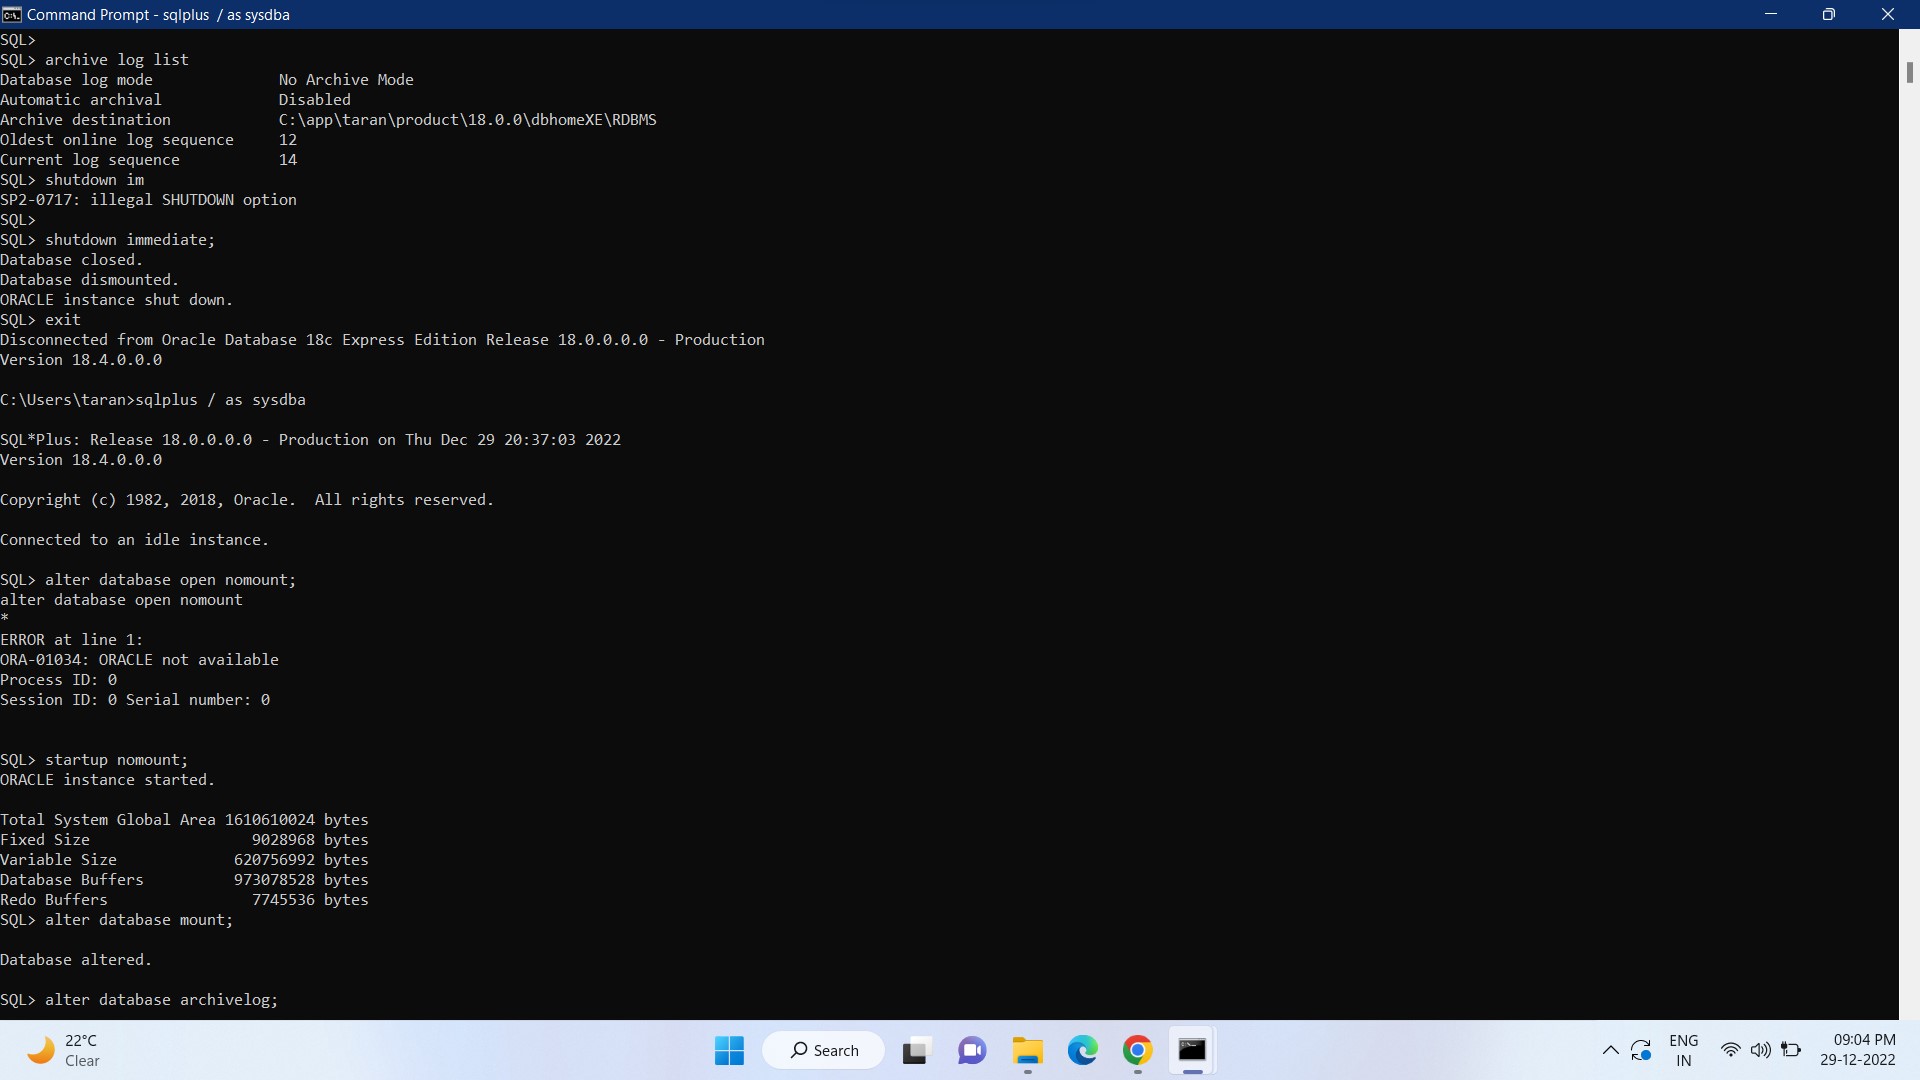 Command Prompt - sqlplus  / as sysdba
SQL>
SQL> archive log list
Database log mode              No Archive Mode
Automatic archival             Disabled
Archive destination            C:\app\taran\product\18.0.0\dbhomeXE\RDBMS
Oldest online log sequence     12
Current log sequence           14
SQL> shutdown im
SP2-0717: illegal SHUTDOWN option
SQL>
SQL> shutdown immediate;
Database closed.
Database dismounted.
ORACLE instance shut down.
SQL> exit
Disconnected from Oracle Database 18c Express Edition Release 18.0.0.0.0 - Production
Version 18.4.0.0.0
C:\Users\taran>sqlplus / as sysdba
SQL*Plus: Release 18.0.0.0.0 - Production on Thu Dec 29 20:37:03 2022
Version 18.4.0.0.0
Copyright (c) 1982, 2018, Oracle.  All rights reserved.
Connected to an idle instance.
SQL> alter database open nomount;
alter database open nomount
*
ERROR at line 1:
ORA-01034: ORACLE not available
Process ID: 0
Session ID: 0 Serial number: 0
SQL> startup nomount;
ORACLE instance started.
Total System Global Area 1610610024 bytes
Fixed Size                  9028968 bytes
Variable Size             620756992 bytes
Database Buffers          973078528 bytes
Redo Buffers                7745536 bytes
SQL> alter database mount;
Database altered.
SQL> alter database archivelog;
22°C
Clear
Search
ENG
IN
09:04 PM
29-12-2022